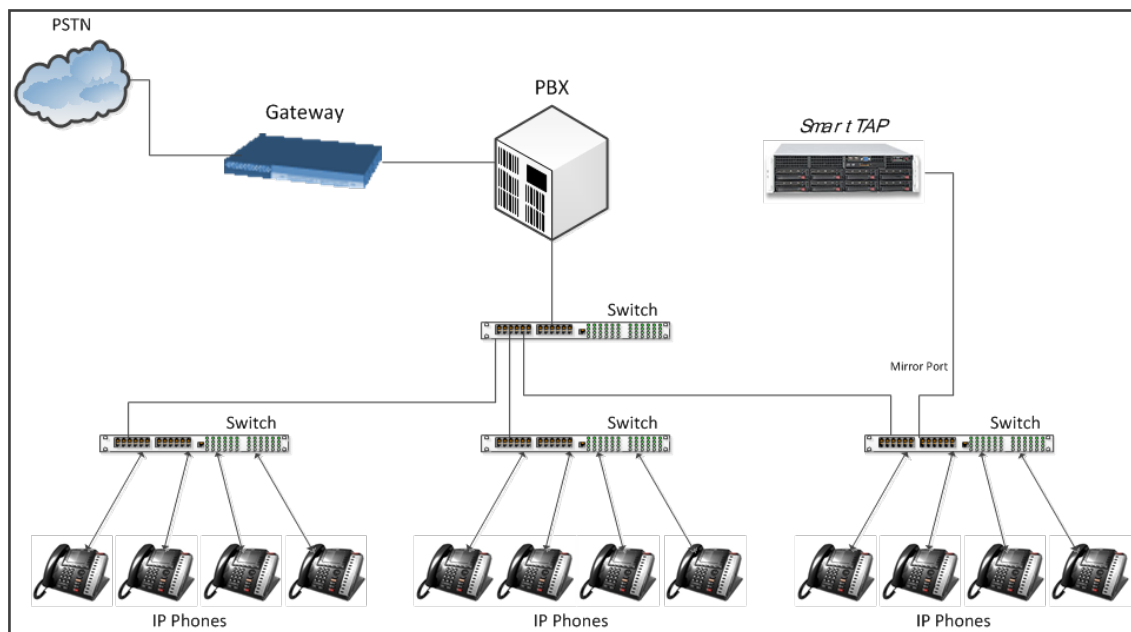 PSTN
Gateway
PBX
Smart TAP
Switch
Mirror Port
Switch
Switch
Switch
IP Phones
IP Phones
IP Phones